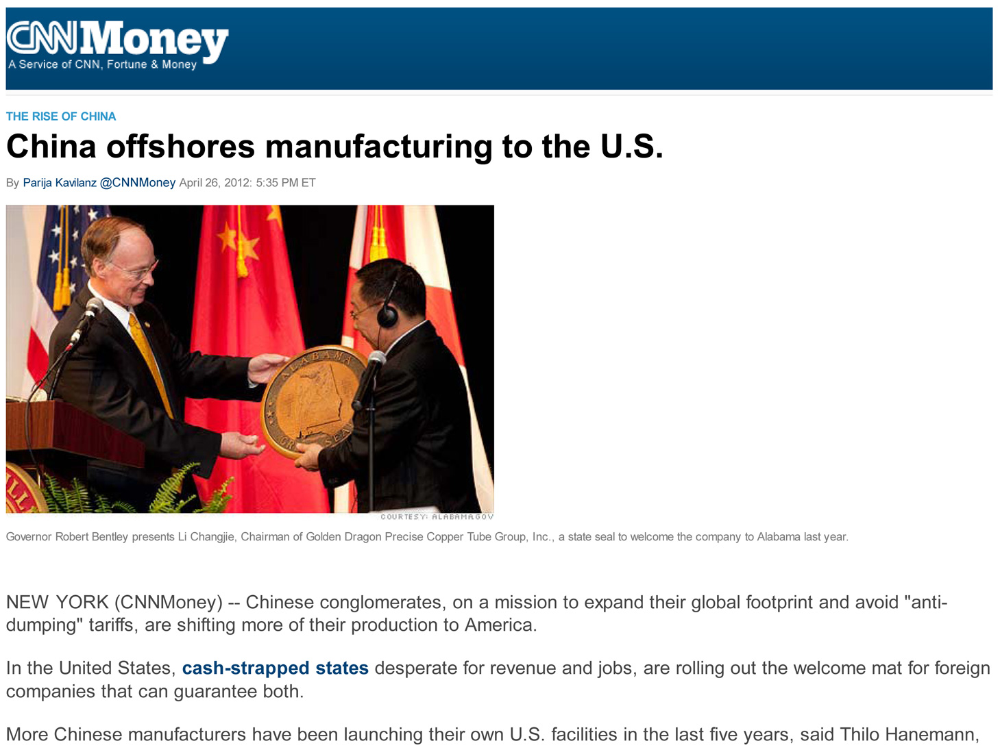 CNNMoney
A Service of CNN, Fortune & Money
THE RISE OF CHINA
China offshores manufacturing to the U.S.
By Parija Kavilanz @CNNMoney April 26, 2012: 5:35 PM ET
ALABAMA
GR SEA
ILL
COURTESY: ALABAMA.GOV
Governor Robert Bentley presents Li Changjie, Chairman of Golden Dragon Precise Copper Tube Group, Inc., a state seal to welcome the company to Alabama last year.
NEW YORK (CNNMoney) -- Chinese conglomerates, on a mission to expand their global footprint and avoid "anti-
dumping" tariffs, are shifting more of their production to America.
In the United States, cash-strapped states desperate for revenue and jobs, are rolling out the welcome mat for foreign
companies that can guarantee both.
More Chinese manufacturers have been launching their own U.S. facilities in the last five years, said Thilo Hanemann,